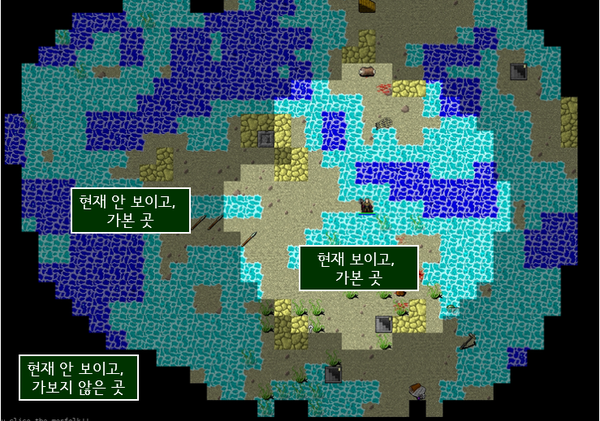 현재 안 보이고,
가본 곳
현재 보이고,
가본 곳
현재 안 보이고,
가보지 않은 곳